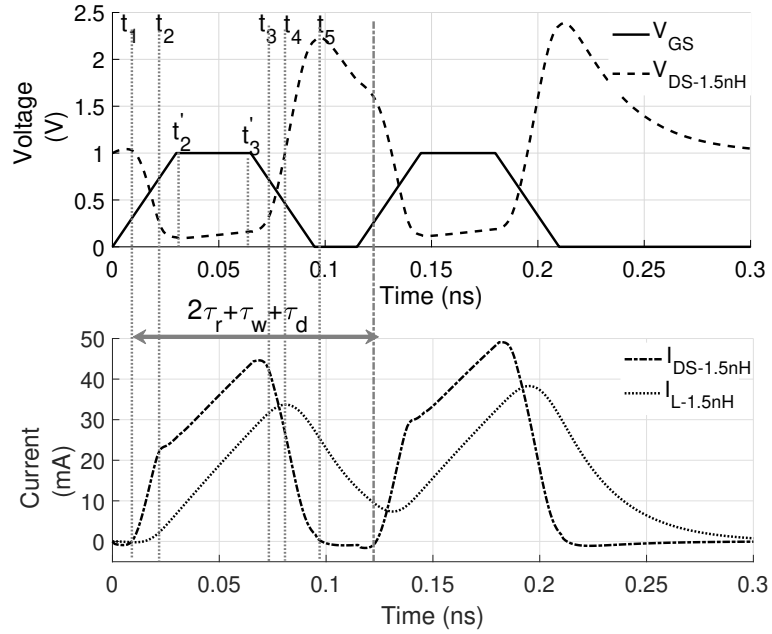 t1 t2 t3 t4 t5
2.5
2
1.5
1
0.5
0
Voltage
(V)
t'2 t'3
VGS
VDS-1.5nH
0 0.05 0.1 0.15 0.2 0.25 0.3
Time (ns)
2τr+τw+τd
50
40
30
20
10
0
Current
(mA)
IDS-1.5nH
IL-1.5nH
0 0.05 0.1 0.15 0.2 0.25 0.3
Time (ns)